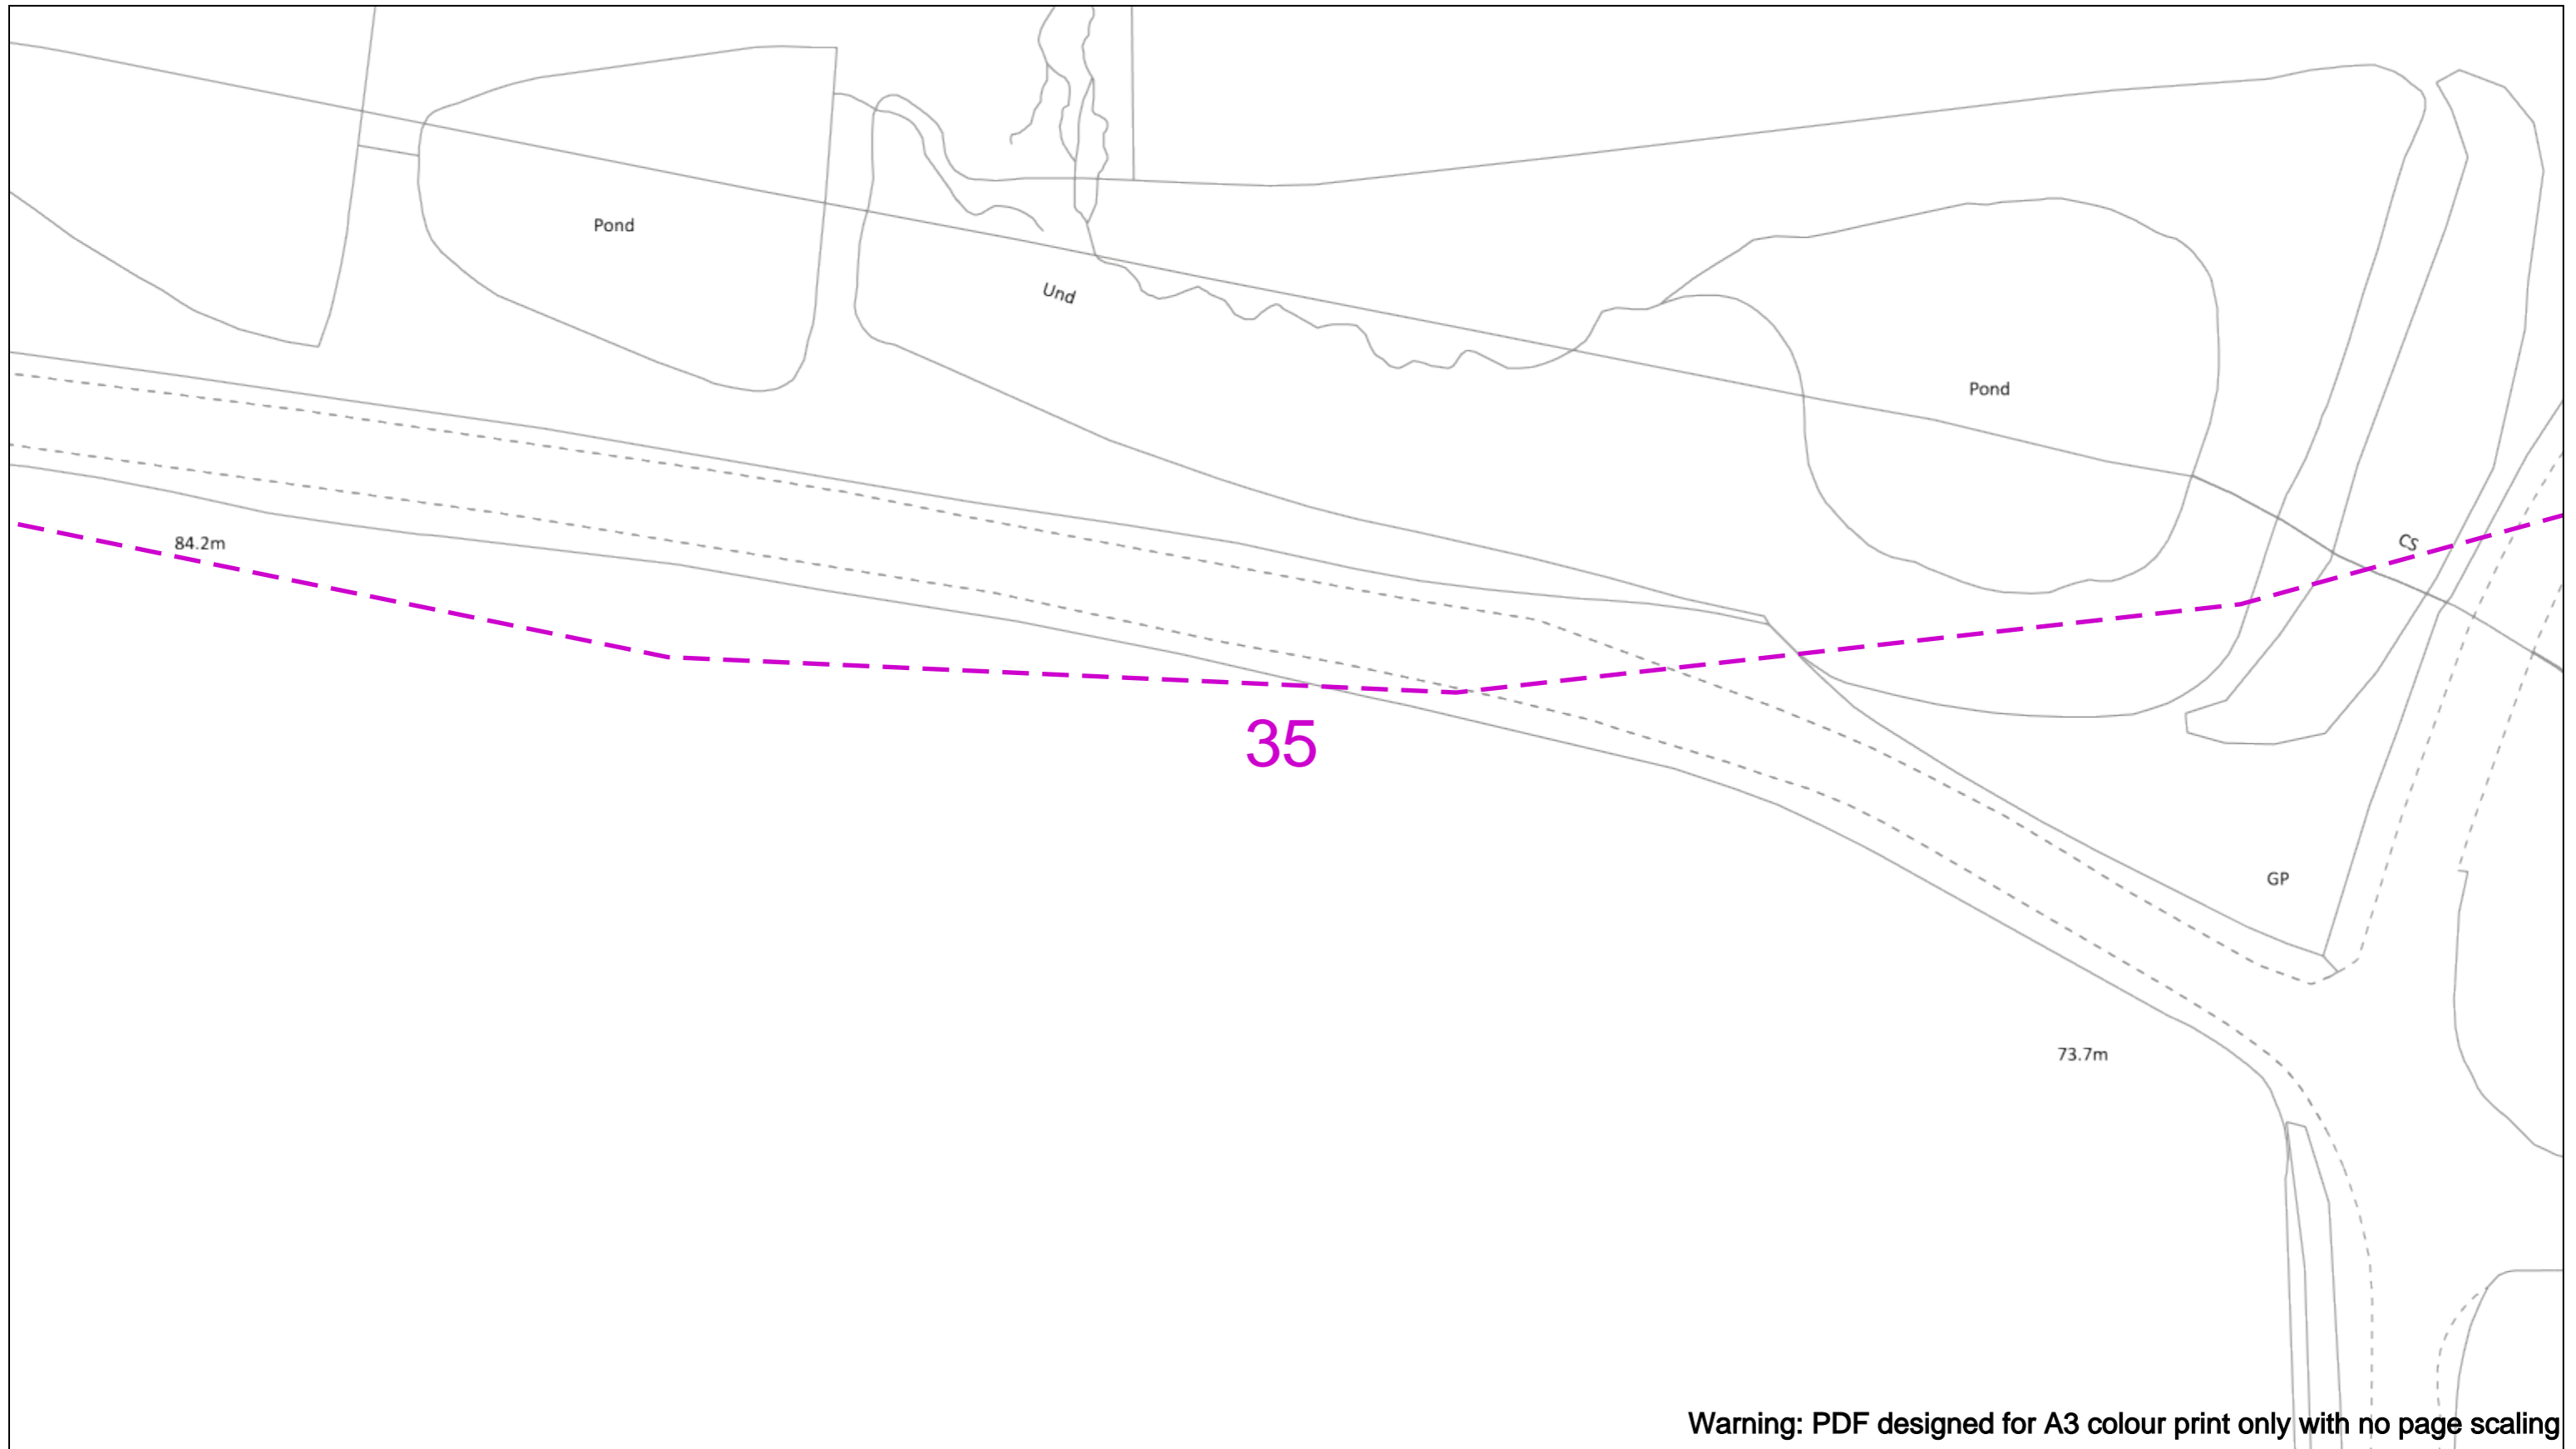 Pond
Und
Pond
84.2m
CS
35
GP
73.7m
Warning: PDF designed for A3 colour print only with no page scaling